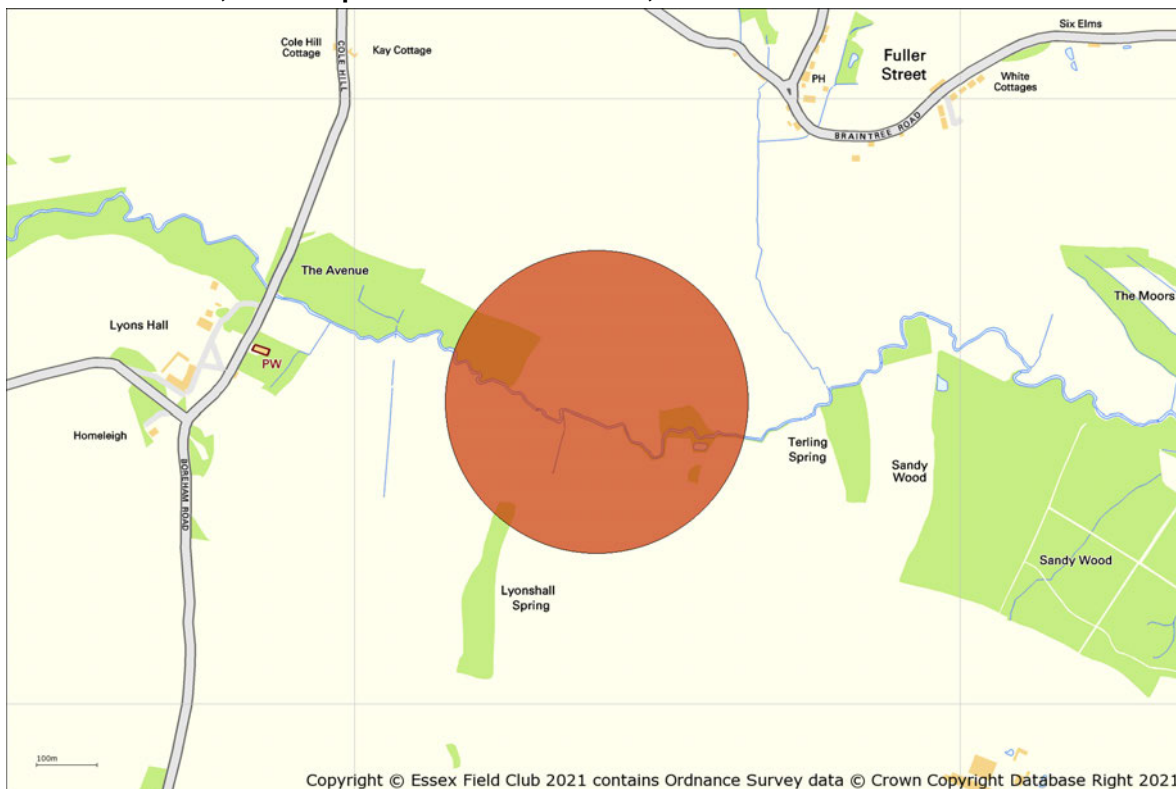 Cole Hill
Cottage
Kay Cottage
COLE HILL
Six Elms
Fuller
Street
PH
White
Cottages
BRAINTREE ROAD
The Avenue
The Moors
Lyons Hall
PW
Homeleigh
Terling
Spring
Sandy
Wood
BOREHAM ROAD
Sandy Wood
Lyonshall
Spring
100m
Copyright © Essex Field Club 2021 contains Ordnance Survey data © Crown Copyright Database Right 2021